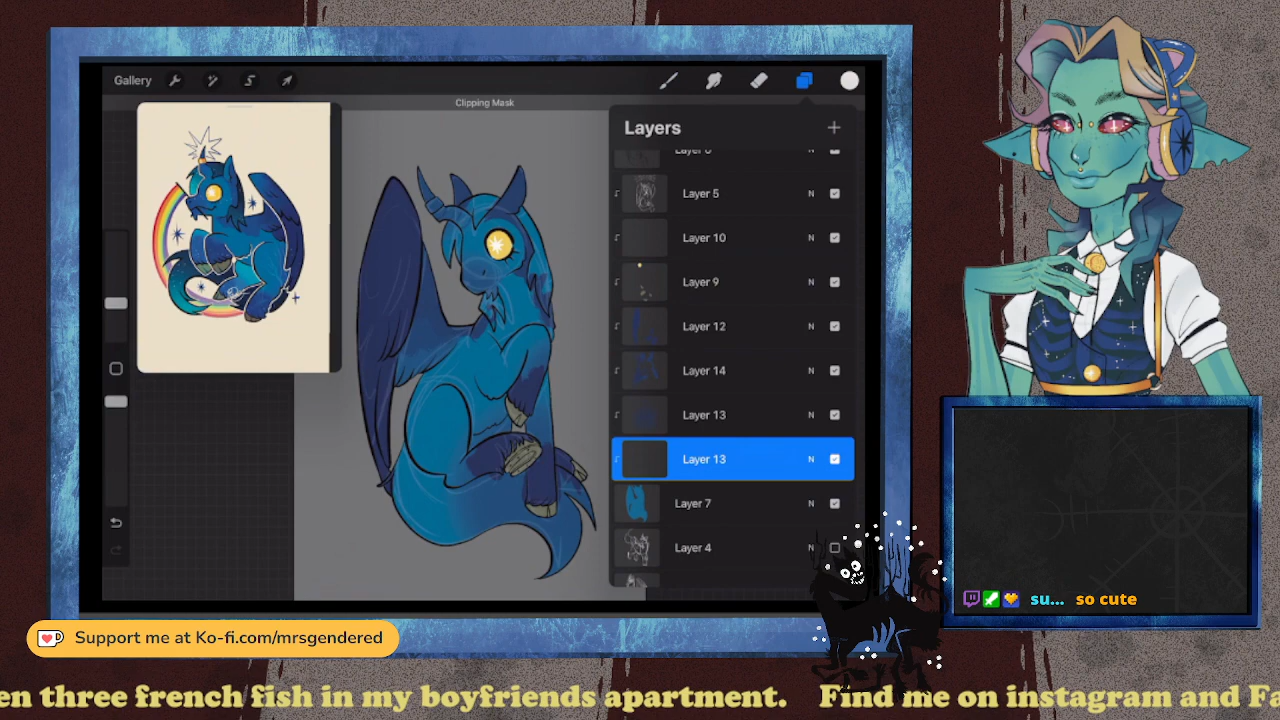 Gallery
Clipping Mask
Layers
N
Layer 5 N
Layer 10 N
Layer 9 N
Layer 12 N
Layer 14 N
Layer 13 N
Layer 13 N
Layer 7 N
Layer 4 N
su... so cute
Support me at Ko-fi.com/mrsgendered
en three french fish in my boyfriends apartment. Find me on instagram and Fa